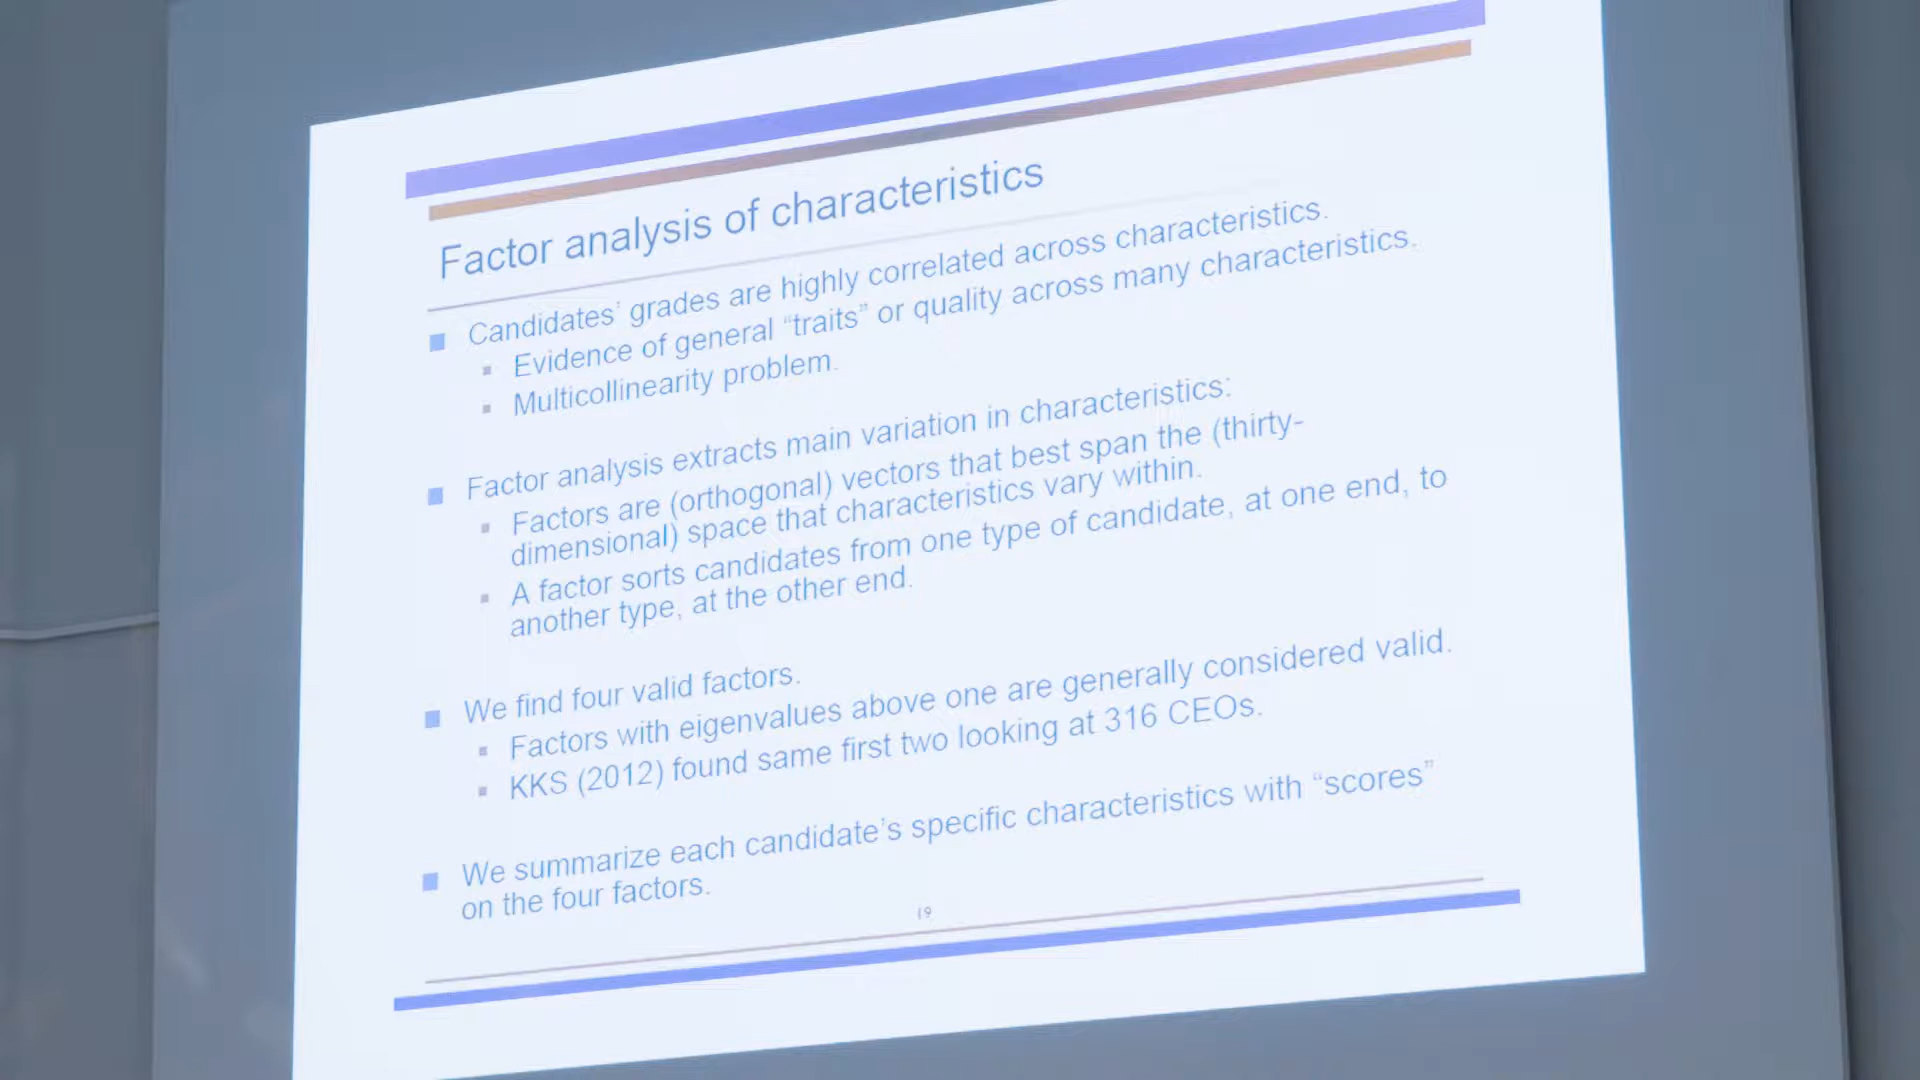 Factor analysis of characteristics
■ Candidates' grades are highly correlated across characteristics.
▪ Evidence of general “traits” or quality across many characteristics.
▪ Multicollinearity problem.
■ Factor analysis extracts main variation in characteristics:
▪ Factors are (orthogonal) vectors that best span the (thirty-
dimensional) space that characteristics vary within.
▪ A factor sorts candidates from one type of candidate, at one end, to
another type, at the other end.
■ We find four valid factors.
▪ Factors with eigenvalues above one are generally considered valid.
▪ KKS (2012) found same first two looking at 316 CEOs.
■ We summarize each candidate's specific characteristics with “scores”
on the four factors.
19